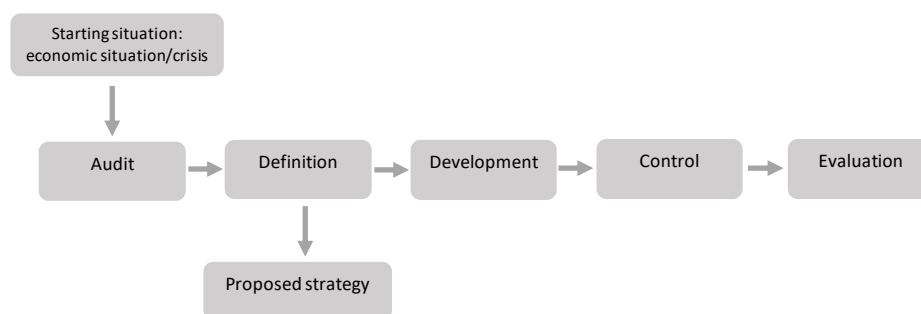 Starting situation:
economic situation/crisis
Audit
Definition
Development
Control
Evaluation
Proposed strategy